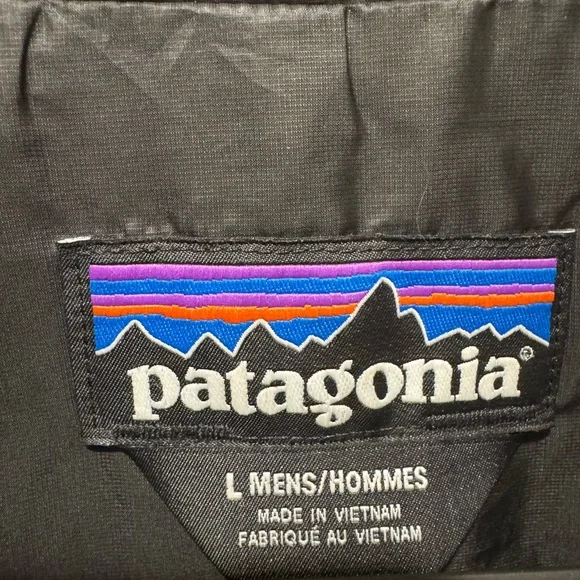 patagonia®
L MENS/HOMMES
MADE IN VIETNAM
FABRIQUÉ AU VIETNAM